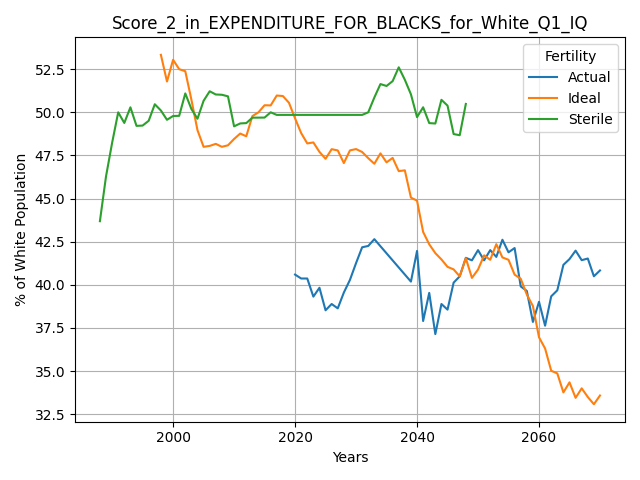 Score_2_in_EXPENDITURE_FOR_BLACKS_for_White_Q1_IQ
Fertility
Actual
Ideal
Sterile
52.5
50.0
47.5
45.0
42.5
40.0
37.5
35.0
32.5
% of White Population
2000
2020
2040
2060
Years